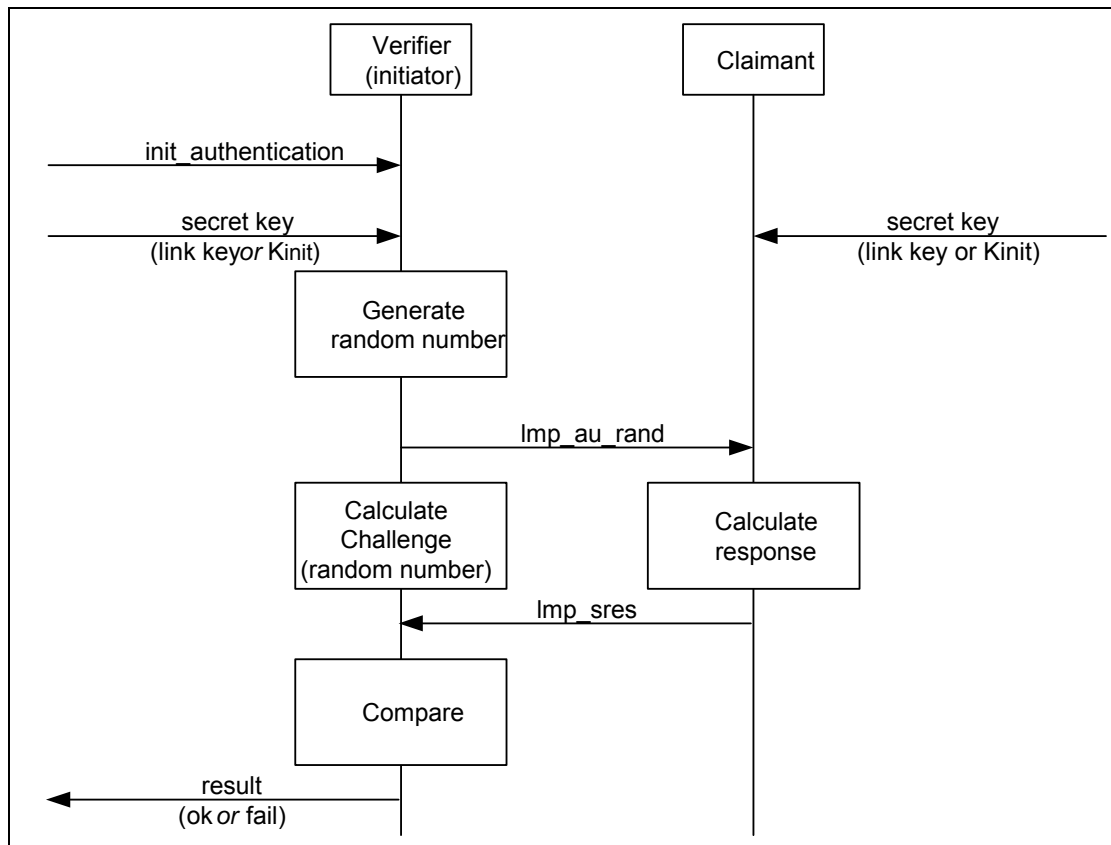 Verifier
(initiator)
Claimant
init_authentication
secret key
(link keyor Kinit)
secret key
(link key or Kinit)
Generate
random number
lmp_au_rand
Calculate
Challenge
(random number)
Calculate
response
lmp_sres
Compare
result
(ok or fail)